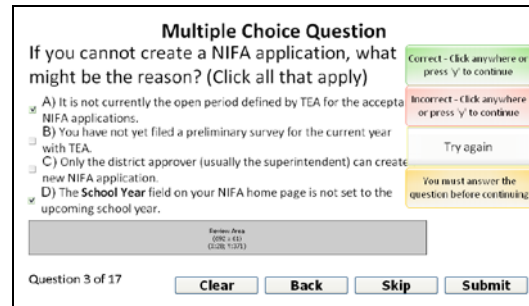 Multiple Choice Question
If you cannot create a NIFA application, what
might be the reason? (Click all that apply)
A) It is not currently the open period defined by TEA for the accepta
NIFA applications.
B) You have not yet filed a preliminary survey for the current year
with TEA.
C) Only the district approver (usually the superintendent) can create
new NIFA application.
D) The School Year field on your NIFA home page is not set to the
upcoming school year.
Correct - Click anywhere or
press 'y' to continue
Incorrect - Click anywhere
or press 'y' to continue
Try again
You must answer the
question before continuing
Review Area
Question 3 of 17
Clear
Back
Skip
Submit